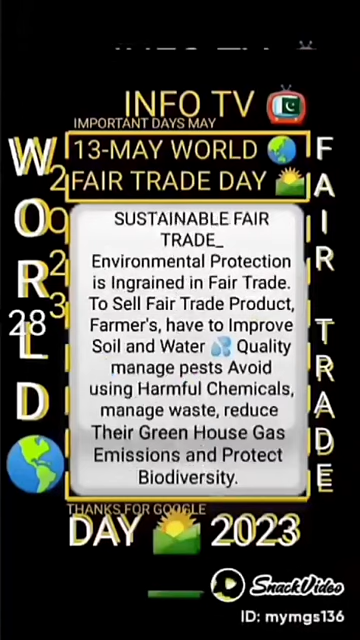 INFO TV
IMPORTANT DAYS MAY
13-MAY WORLD
FAIR TRADE DAY
WORLD
2023
28
FAIR TRADE
SUSTAINABLE FAIR
TRADE_
Environmental Protection
is Ingrained in Fair Trade.
To Sell Fair Trade Product,
Farmer's, have to Improve
Soil and Water 💦 Quality
manage pests Avoid
using Harmful Chemicals,
manage waste, reduce
Their Green House Gas
Emissions and Protect
Biodiversity.
THANKS FOR GOOGLE
DAY 2023
SnackVideo
ID: mymgs136